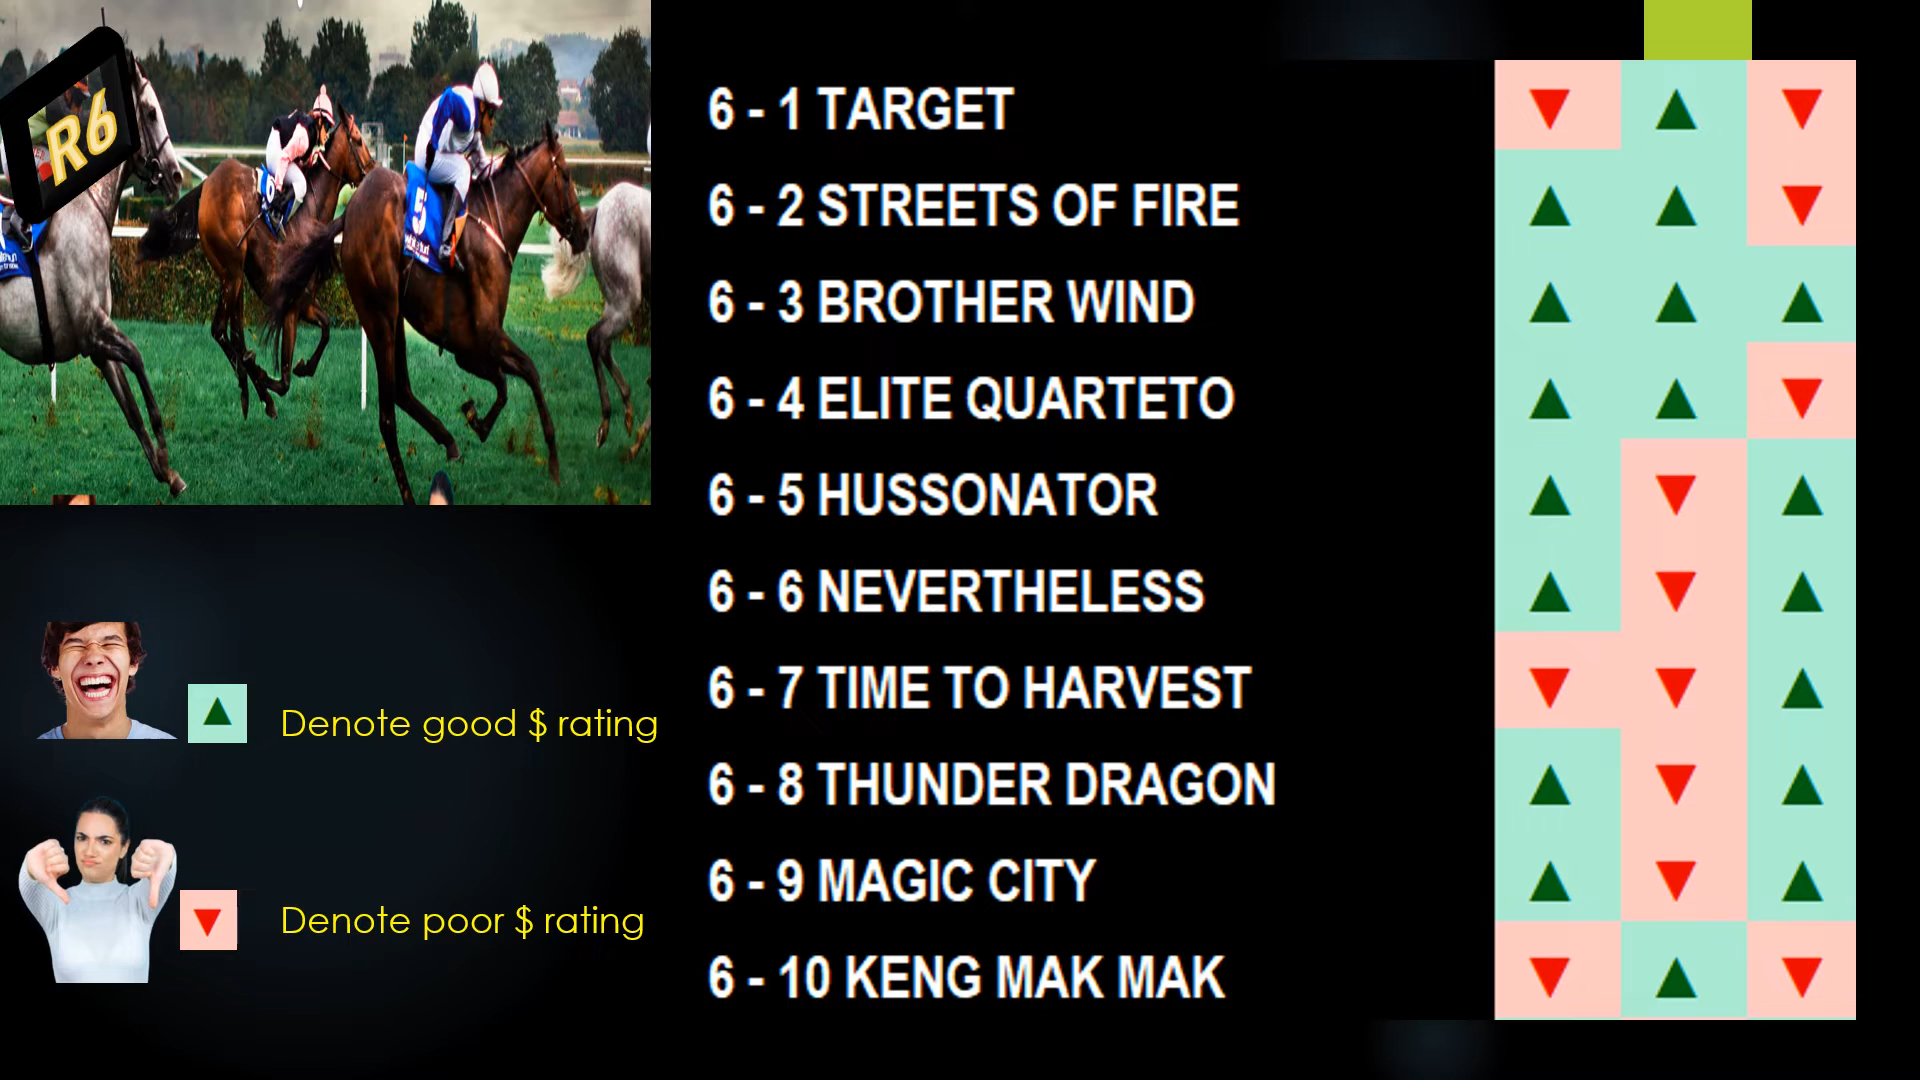 R6
5
6 - 1 TARGET
6 - 2 STREETS OF FIRE
6 - 3 BROTHER WIND
6 - 4 ELITE QUARTETO
6 - 5 HUSSONATOR
6 - 6 NEVERTHELESS
6 - 7 TIME TO HARVEST
6 - 8 THUNDER DRAGON
6 - 9 MAGIC CITY
6 - 10 KENG MAK MAK
Denote good $ rating
Denote poor $ rating